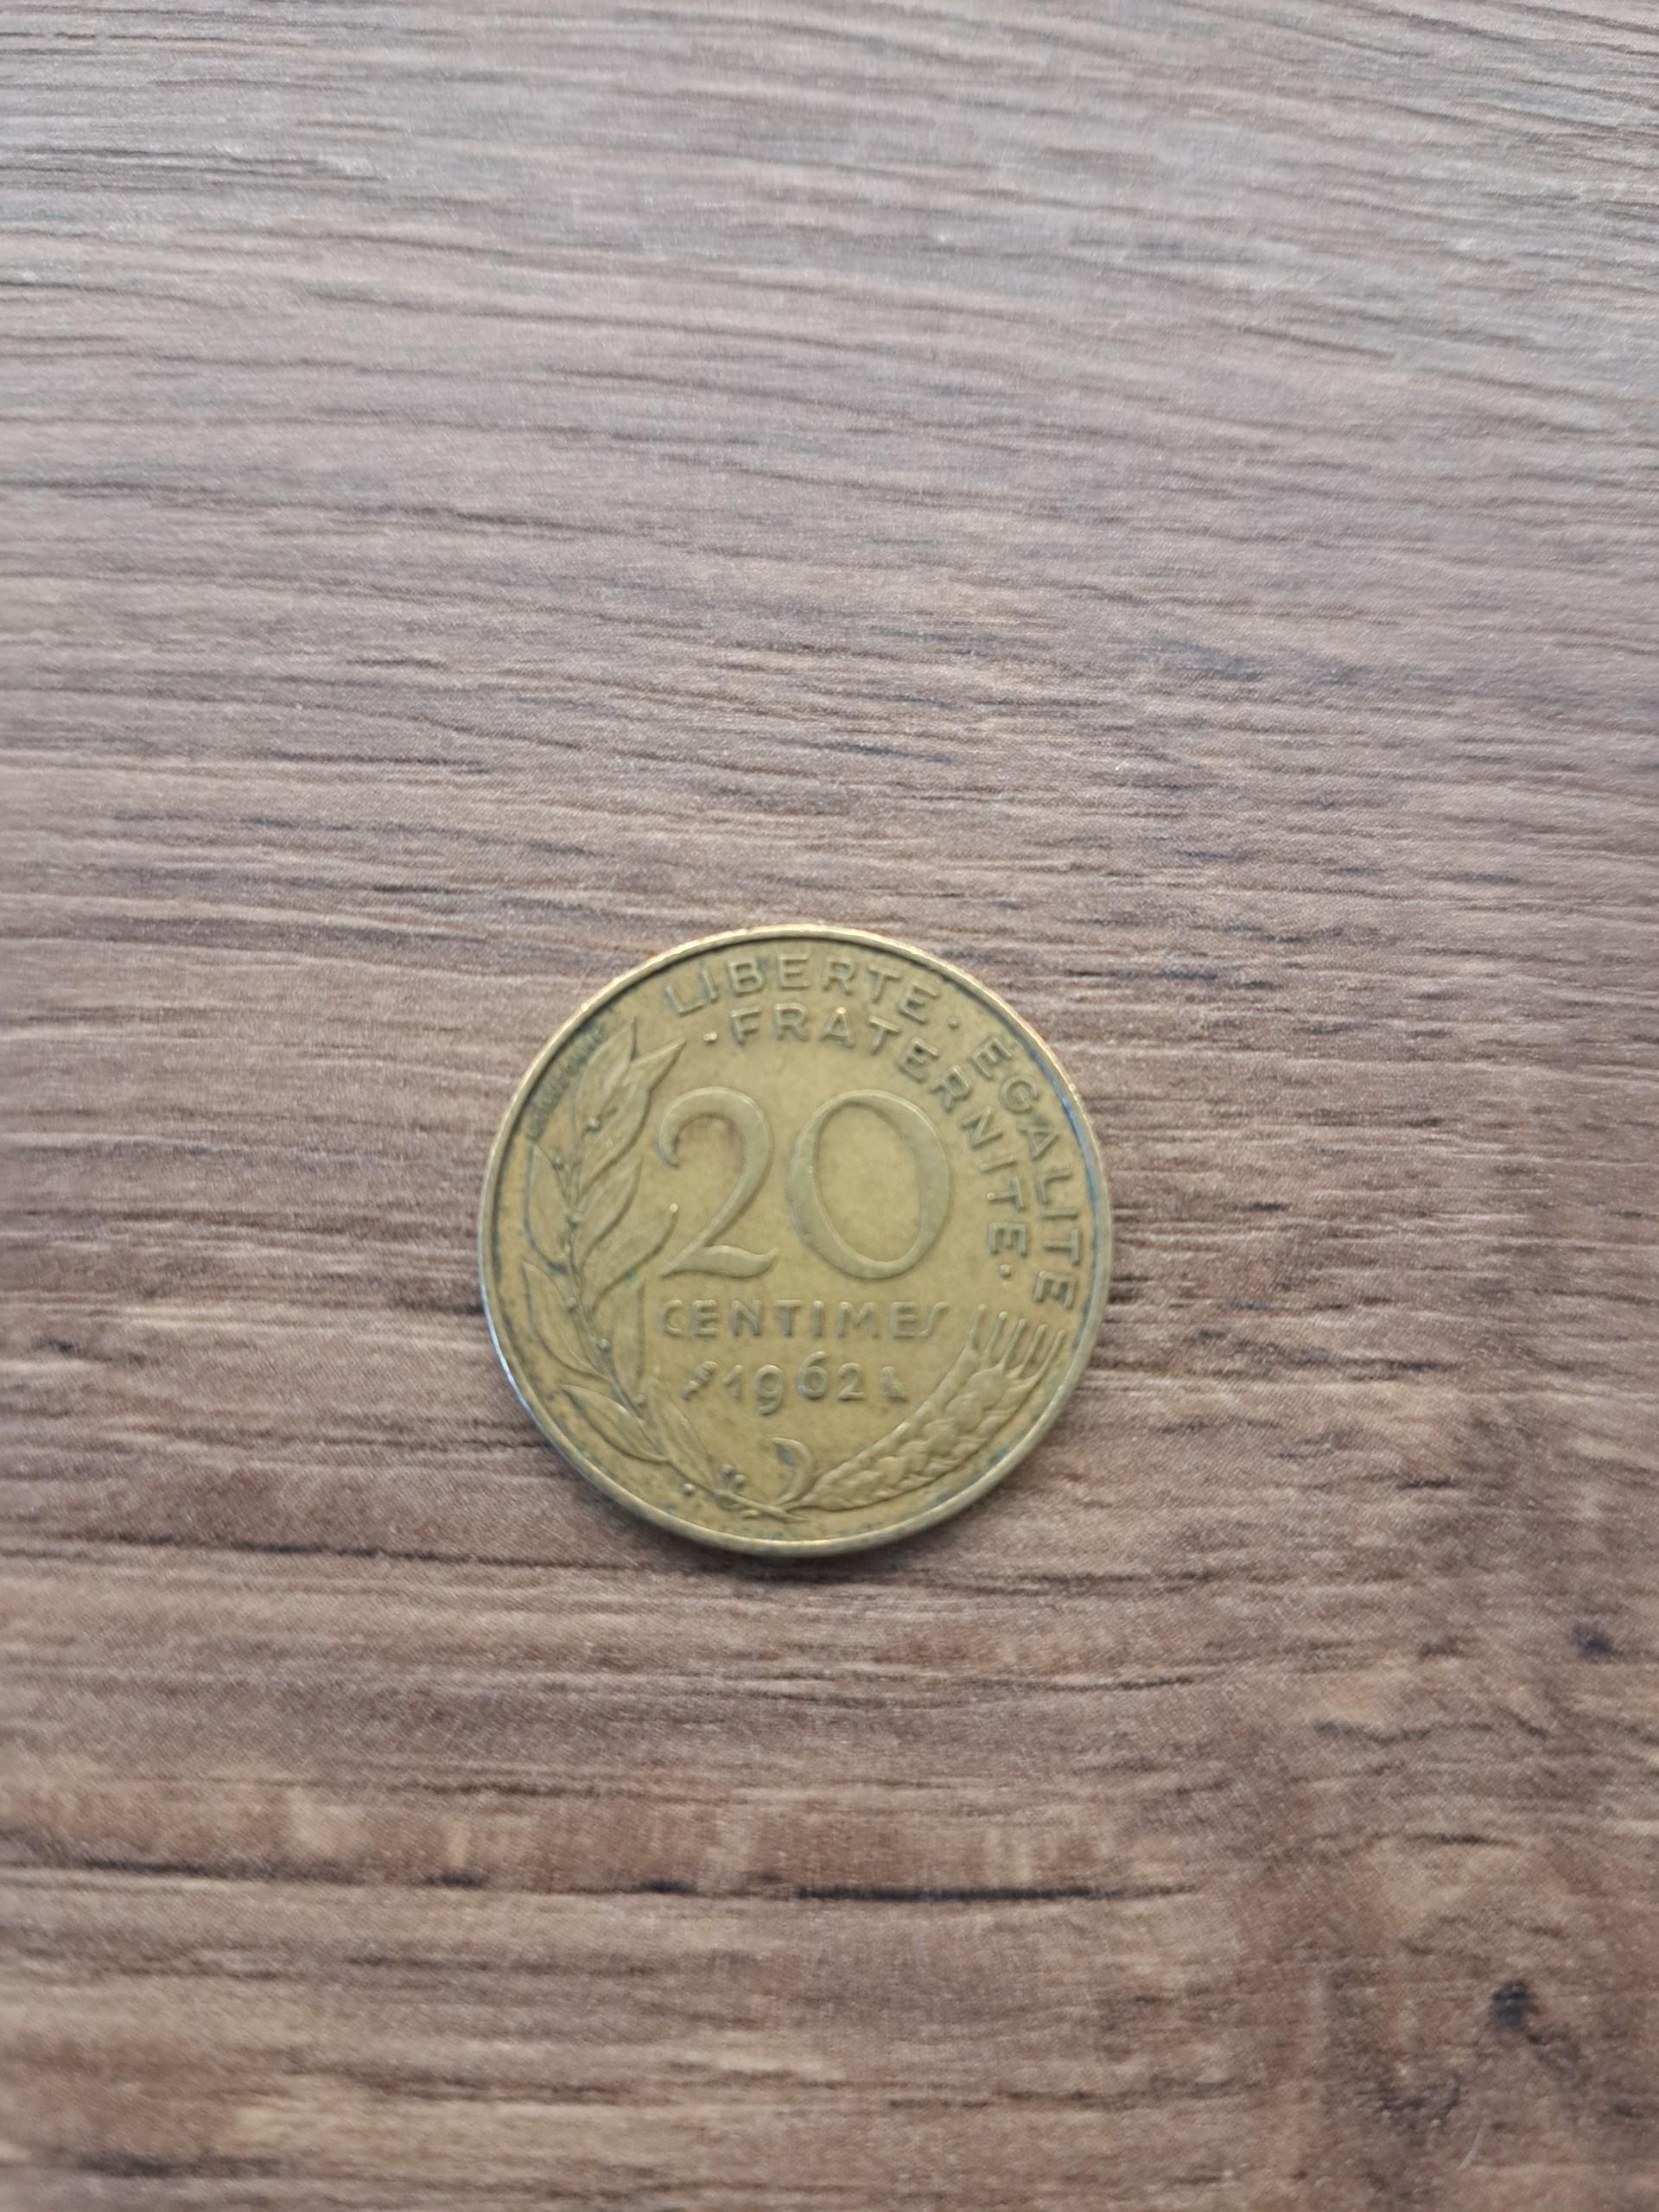 LIBERTE · EGALITE
· FRATERNITE ·
20
CENTIMES
1962